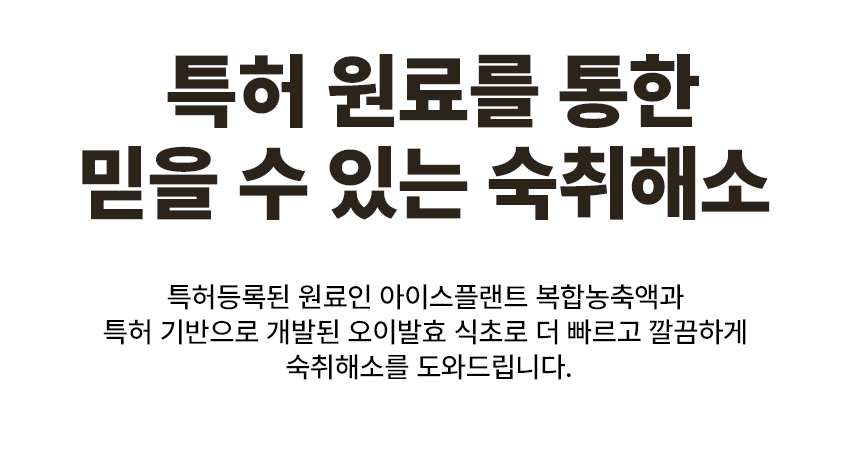 특허 원료를 통한
믿을 수 있는 숙취해소
특허등록된 원료인 아이스플랜트 복합농축액과
특허 기반으로 개발된 오이발효 식초로 더 빠르고 깔끔하게
숙취해소를 도와드립니다.